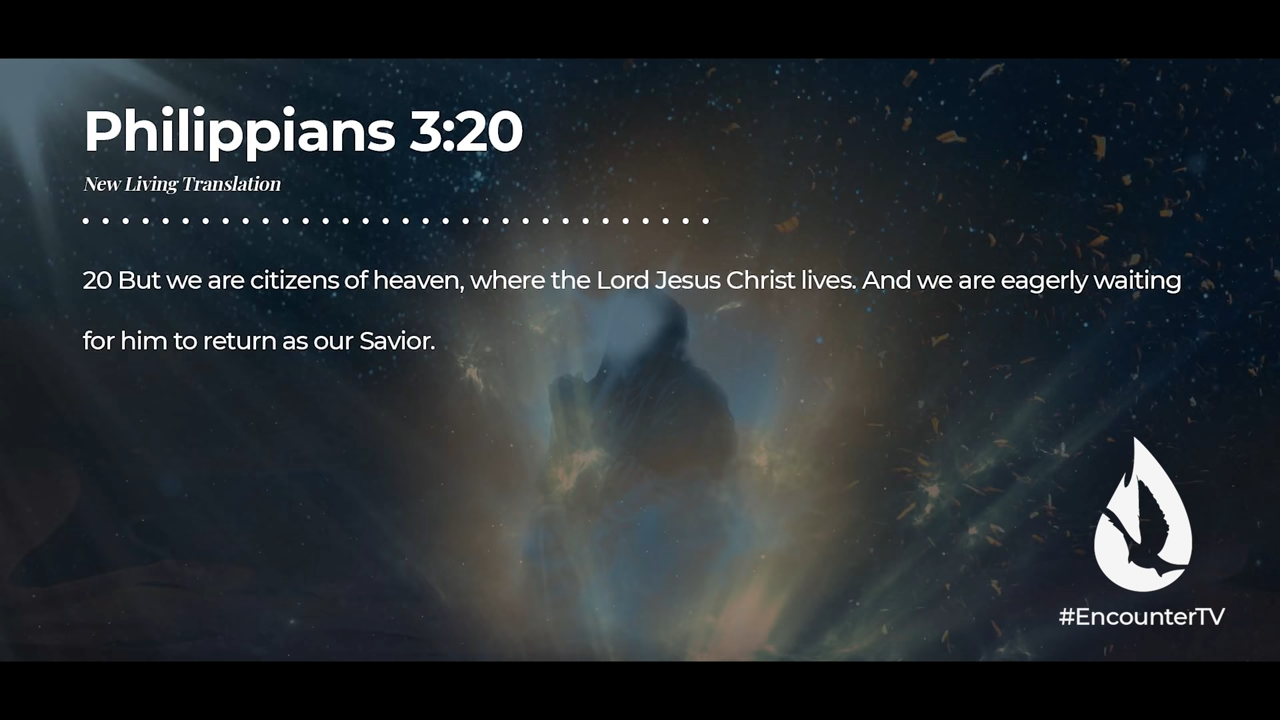 Philippians 3:20
New Living Translation
20 But we are citizens of heaven, where the Lord Jesus Christ lives. And we are eagerly waiting
for him to return as our Savior.
#EncounterTV